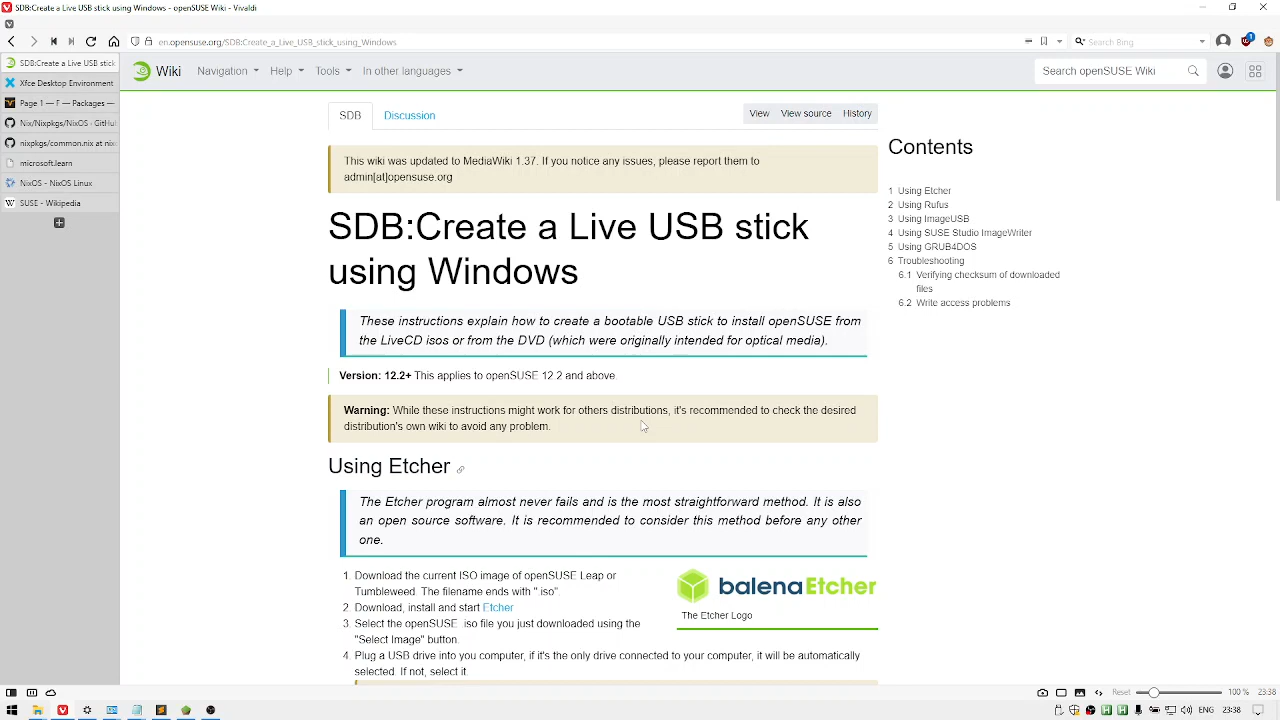 SDB:Create a Live USB stick using Windows - openSUSE Wiki - Vivaldi
en.opensuse.org/SDB:Create_a_Live_USB_stick_using_Windows
Search Bing
SDB:Create a Live USB stick
Xfce Desktop Environment
Page 1 — F — Packages —
Nix/Nixpkgs/NixOS · GitHub
nixpkgs/common.nix at nix
microsoft.learn
NixOS - NixOS Linux
SUSE - Wikipedia
Wiki
Navigation
Help
Tools
In other languages
Search openSUSE Wiki
SDB
Discussion
View
View source
History
This wiki was updated to MediaWiki 1.37. If you notice any issues, please report them to
admin[at]opensuse.org
SDB:Create a Live USB stick
using Windows
These instructions explain how to create a bootable USB stick to install openSUSE from
the LiveCD isos or from the DVD (which were originally intended for optical media).
Version: 12.2+ This applies to openSUSE 12.2 and above.
Warning: While these instructions might work for others distributions, it's recommended to check the desired
distribution's own wiki to avoid any problem.
Using Etcher
The Etcher program almost never fails and is the most straightforward method. It is also
an open source software. It is recommended to consider this method before any other
one.
1. Download the current ISO image of openSUSE Leap or
Tumbleweed. The filename ends with ".iso".
2. Download, install and start Etcher
3. Select the openSUSE .iso file you just downloaded using the
"Select Image" button.
4. Plug a USB drive into you computer, if it's the only drive connected to your computer, it will be automatically
selected. If not, select it.
balenaEtcher
The Etcher Logo
Contents
1 Using Etcher
2 Using Rufus
3 Using ImageUSB
4 Using SUSE Studio ImageWriter
5 Using GRUB4DOS
6 Troubleshooting
6.1 Verifying checksum of downloaded
files
6.2 Write access problems
Reset
100 %
23:38
ENG
23:38